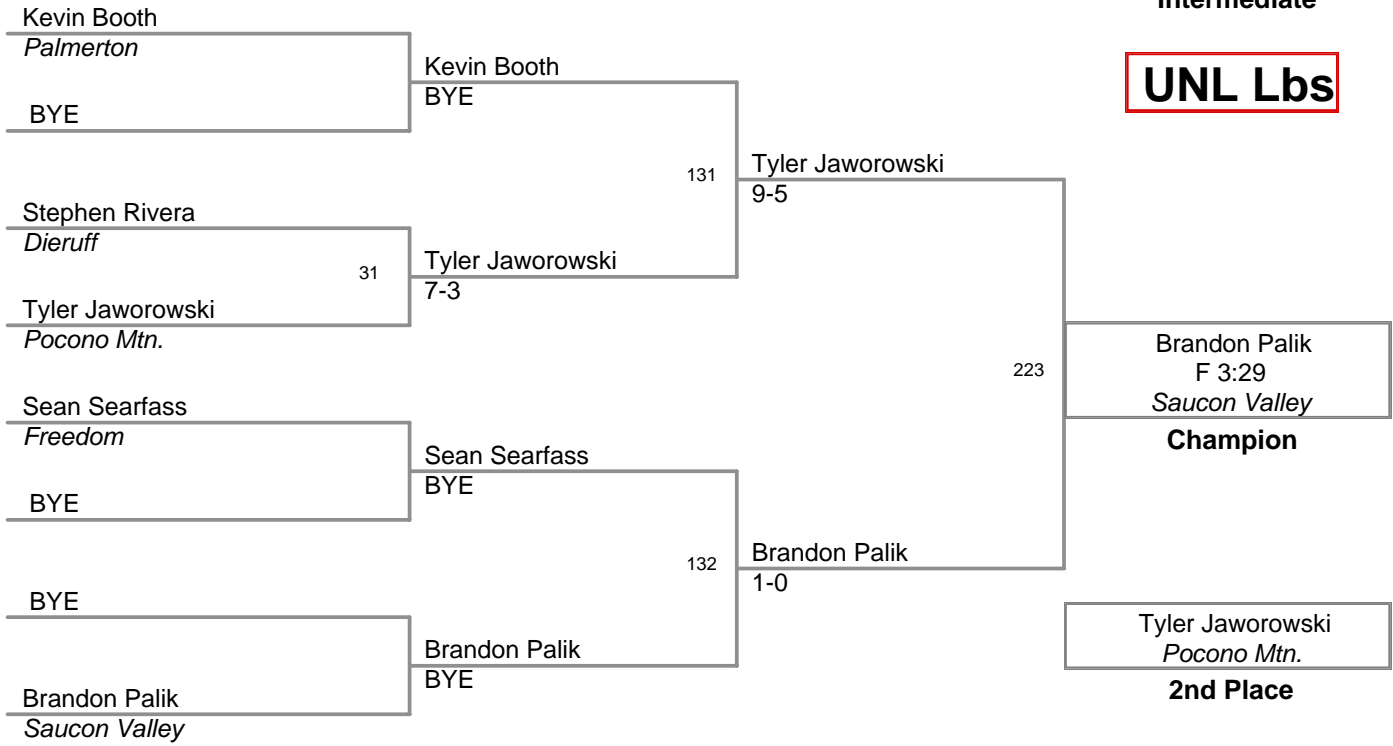 Intermediate
UNL Lbs
Kevin Booth
Palmerton
BYE
Stephen Rivera
Dieruff
31
Tyler Jaworowski
Pocono Mtn.
Sean Searfass
Freedom
BYE
BYE
Brandon Palik
Saucon Valley
Kevin Booth
BYE
131
Tyler Jaworowski
7-3
Sean Searfass
BYE
132
Brandon Palik
BYE
Tyler Jaworowski
9-5
223
Brandon Palik
1-0
Brandon Palik
F 3:29
Saucon Valley
Champion
Tyler Jaworowski
Pocono Mtn.
2nd Place